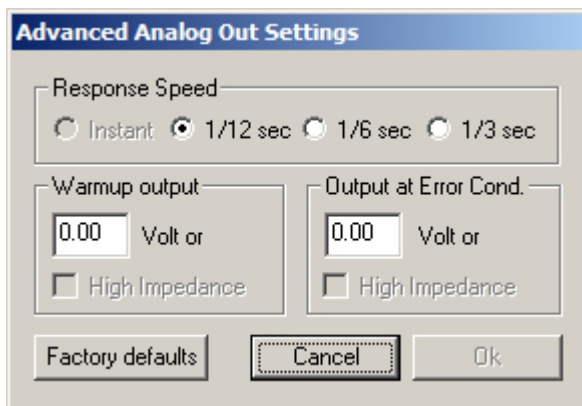 Advanced Analog Out Settings
Response Speed
Instant 1/12 sec 1/6 sec 1/3 sec
Warmup output
0.00 Volt or
High Impedance
Output at Error Cond.
0.00 Volt or
High Impedance
Factory defaults Cancel Ok